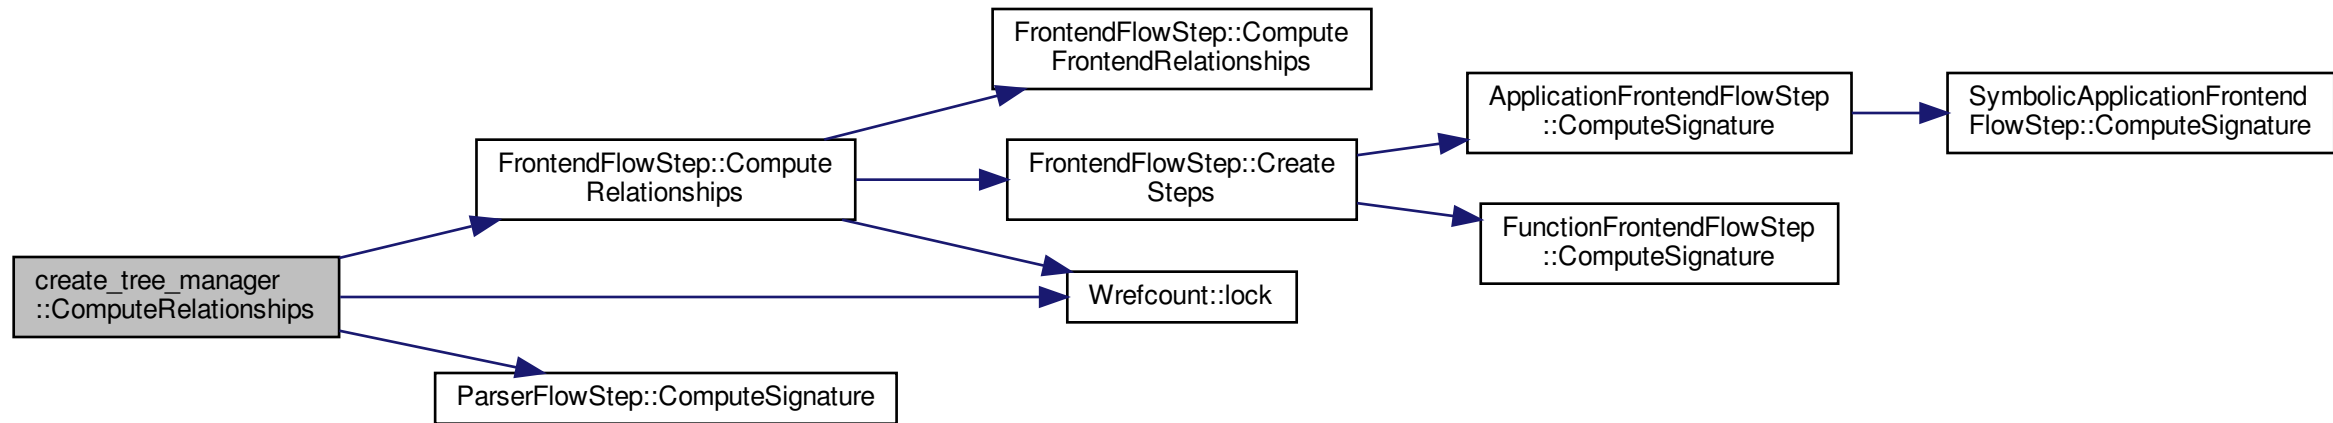 create_tree_manager
::ComputeRelationships
FrontendFlowStep::Compute
Relationships
FrontendFlowStep::Compute
FrontendRelationships
FrontendFlowStep::Create
Steps
ApplicationFrontendFlowStep
::ComputeSignature
SymbolicApplicationFrontend
FlowStep::ComputeSignature
FunctionFrontendFlowStep
::ComputeSignature
Wrefcount::lock
ParserFlowStep::ComputeSignature